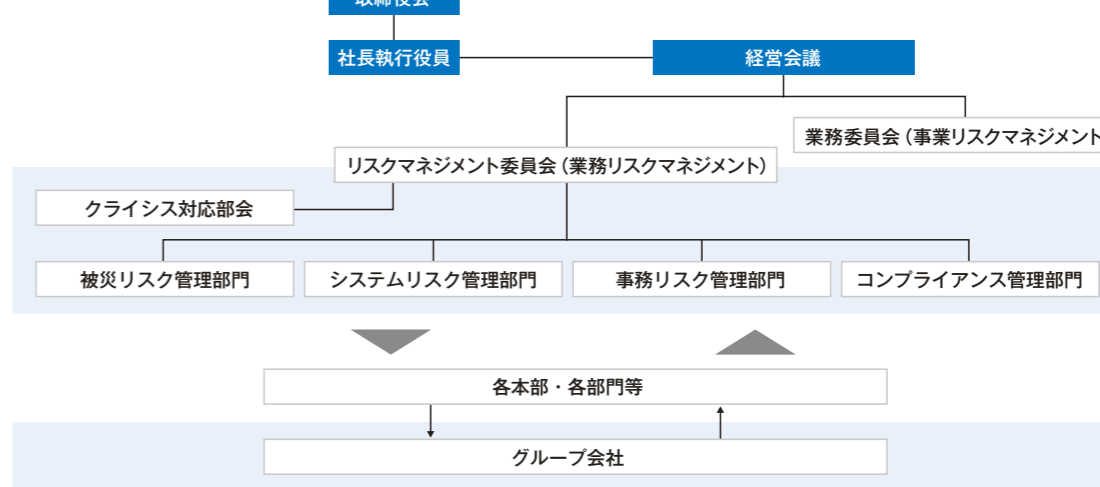 取締役会
社長執行役員
経営会議
業務委員会（事業リスクマネジメント
リスクマネジメント委員会（業務リスクマネジメント）
クライシス対応部会
被災リスク管理部門
システムリスク管理部門
事務リスク管理部門
コンプライアンス管理部門
各本部・各部門等
グループ会社